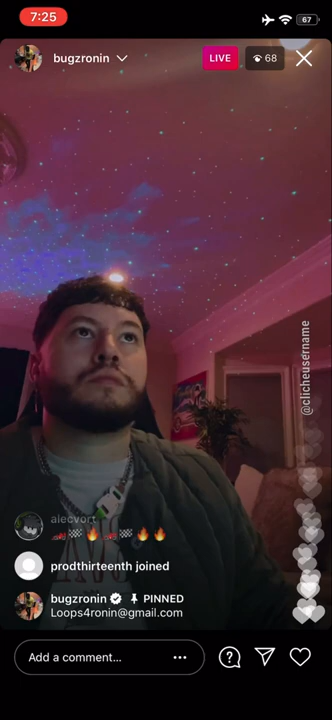 7:25
67
bugzronin
LIVE
68
@clicheusername
alecvort
prodthirteenth joined
bugzronin PINNED
Loops4ronin@gmail.com
Add a comment...